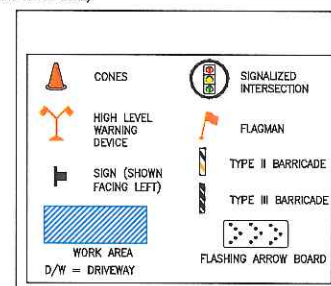 CONES
HIGH LEVEL
WARNING
DEVICE
SIGN (SHOWN
FACING LEFT)
WORK AREA
D/W = DRIVEWAY
SIGNALIZED
INTERSECTION
FLAGMAN
TYPE II BARRICADE
TYPE III BARRICADE
FLASHING ARROW BOARD